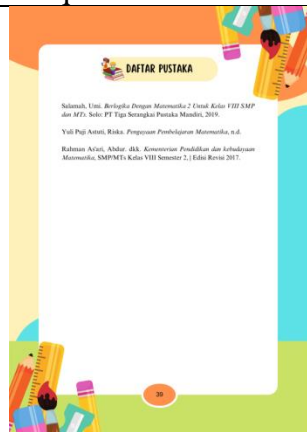 DAFTAR PUSTAKA
Salamah, Umi. Berlogika Dengan Matematika 2 Untuk Kelas VIII SMP
dan MTs. Solo: PT Tiga Serangkai Pustaka Mandiri, 2019.
Yuli Puji Astuti, Riska. Pengayaan Pembelajaran Matematika, n.d.
Rahman As'ari, Abdur. dkk. Kementerian Pendidikan dan kebudayaan
Matematika, SMP/MTs Kelas VIII Semester 2, | Edisi Revisi 2017.
39